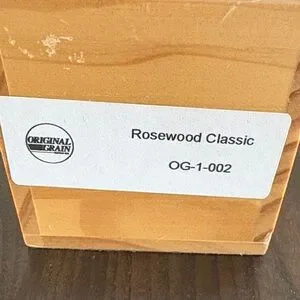 ORIGINAL
GRAIN
Rosewood Classic
OG-1-002